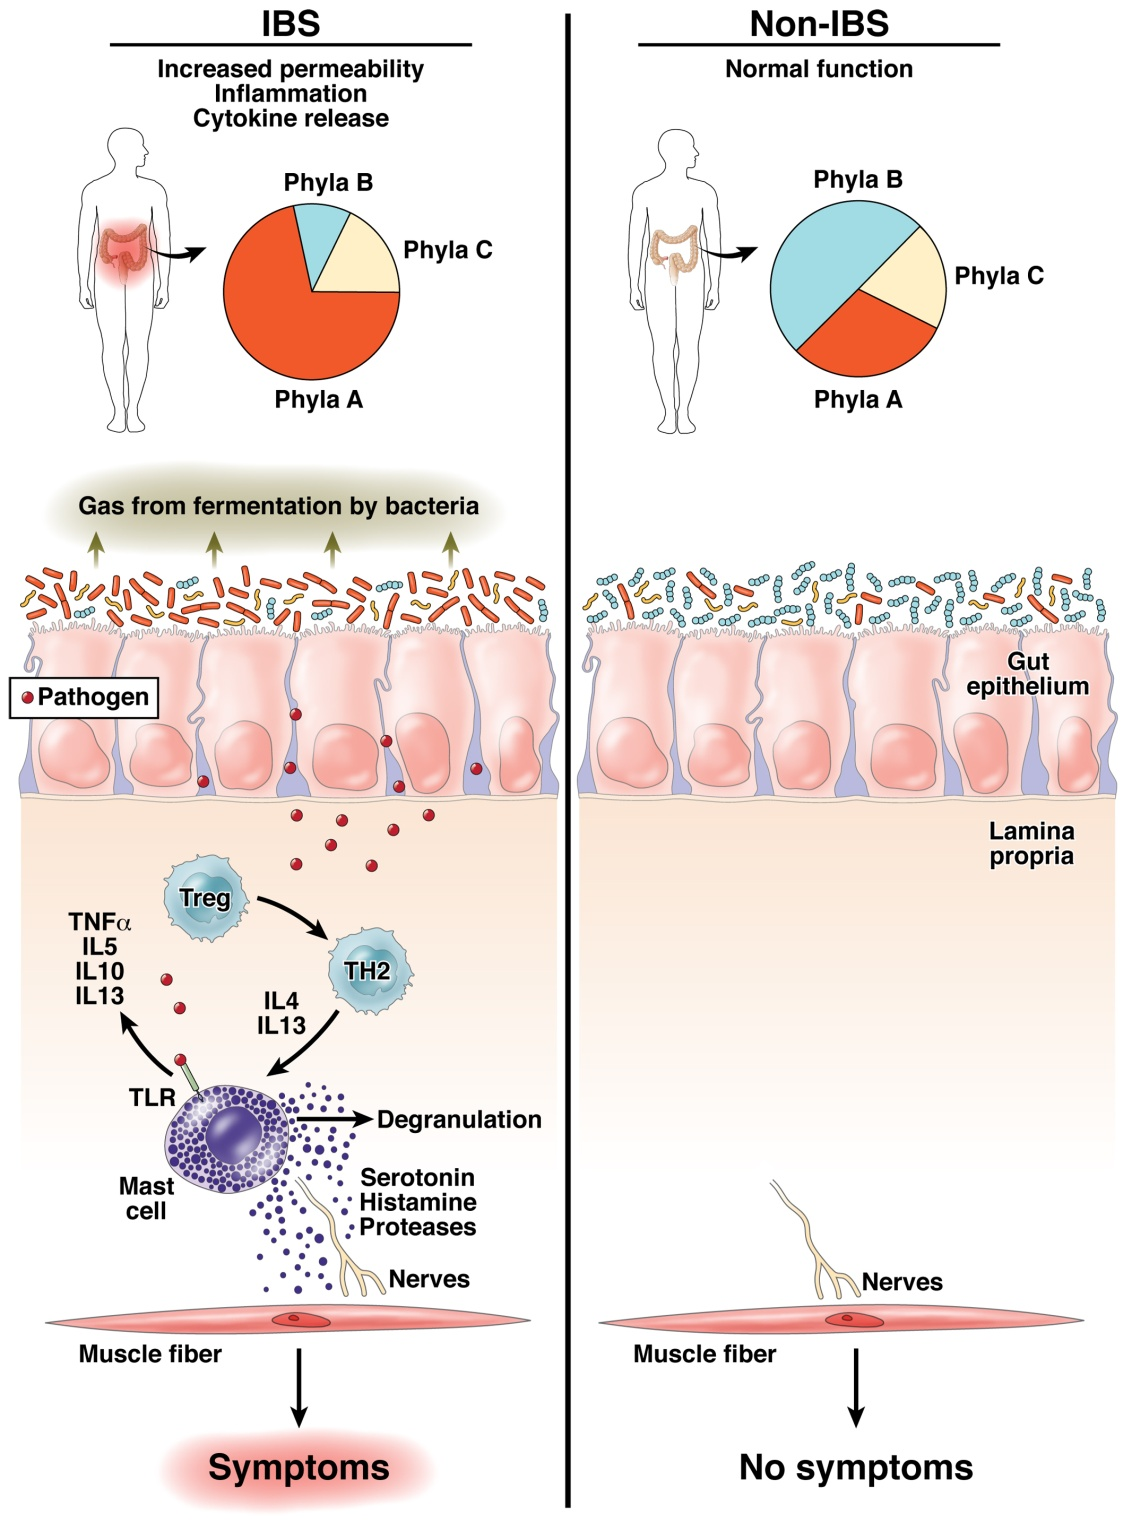 IBS
Increased permeability
Inflammation
Cytokine release
Phyla B
Phyla C
Phyla A
Gas from fermentation by bacteria
Pathogen
Treg
TH2
TNFα
IL5
IL10
IL13
IL4
IL13
TLR
Degranulation
Mast
cell
Serotonin
Histamine
Proteases
Nerves
Muscle fiber
Symptoms
Non-IBS
Normal function
Phyla B
Phyla C
Phyla A
Gut
epithelium
Lamina
propria
Nerves
Muscle fiber
No symptoms